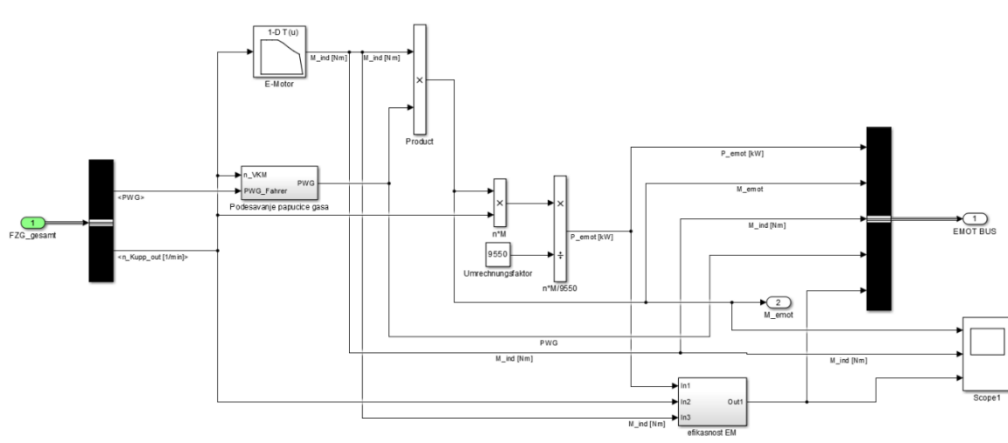 1-D T(u)
E-Motor
M_ind [Nm]
M_ind [Nm]
×
Product
n_VKM
PWG_Fahrer
PWG
Podesavanje papucice gasa
<PWG>
1
FZG_gesamt
<n_Kupp_out [1/min]>
×
n*M
9550
Umrechnungsfaktor
×
÷
n*M/9550
P_emot [kW]
P_emot [kW]
M_emot
M_ind [Nm]
1
EMOT BUS
2
M_emot
PWG
M_ind [Nm]
M_ind [Nm]
Scope1
In1
In2
In3
Out1
M_ind [Nm]
efikasnost EM